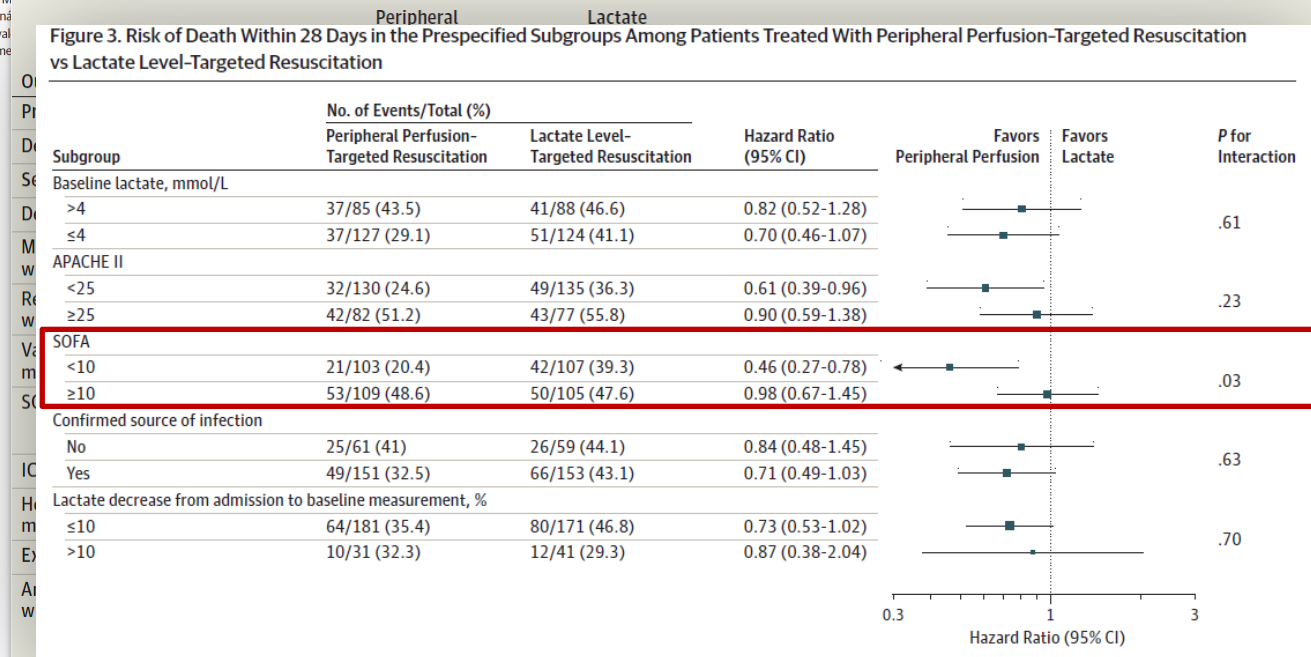 Peripheral Lactate
Figure 3. Risk of Death Within 28 Days in the Prespecified Subgroups Among Patients Treated With Peripheral Perfusion-Targeted Resuscitation
vs Lactate Level-Targeted Resuscitation
No. of Events/Total (%)
Peripheral Perfusion- Lactate Level- Hazard Ratio Favors Favors P for
Subgroup Targeted Resuscitation Targeted Resuscitation (95% CI) Peripheral Perfusion Lactate Interaction
Baseline lactate, mmol/L
>4 37/85 (43.5) 41/88 (46.6) 0.82 (0.52-1.28)
.61
≤4 37/127 (29.1) 51/124 (41.1) 0.70 (0.46-1.07)
APACHE II
<25 32/130 (24.6) 49/135 (36.3) 0.61 (0.39-0.96)
.23
≥25 42/82 (51.2) 43/77 (55.8) 0.90 (0.59-1.38)
SOFA
<10 21/103 (20.4) 42/107 (39.3) 0.46 (0.27-0.78)
.03
≥10 53/109 (48.6) 50/105 (47.6) 0.98 (0.67-1.45)
Confirmed source of infection
No 25/61 (41) 26/59 (44.1) 0.84 (0.48-1.45)
.63
Yes 49/151 (32.5) 66/153 (43.1) 0.71 (0.49-1.03)
Lactate decrease from admission to baseline measurement, %
≤10 64/181 (35.4) 80/171 (46.8) 0.73 (0.53-1.02)
.70
>10 10/31 (32.3) 12/41 (29.3) 0.87 (0.38-2.04)
0.3 1 3
Hazard Ratio (95% CI)